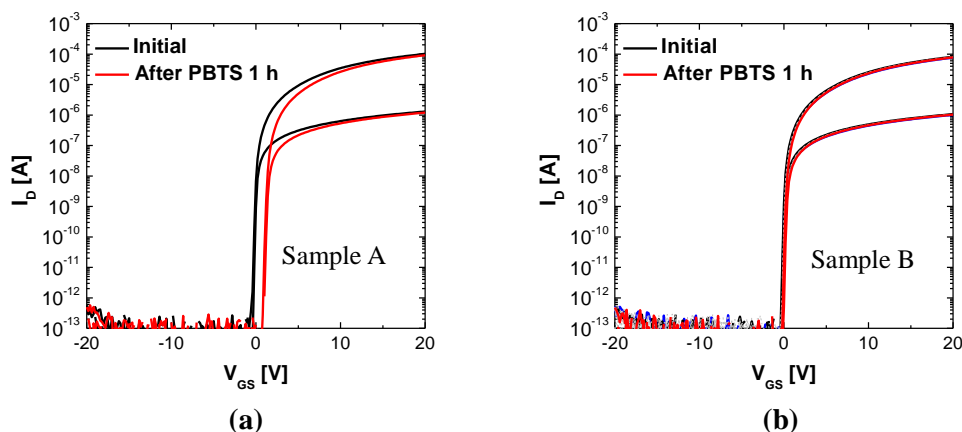 10⁻³
10⁻⁴
10⁻⁵
10⁻⁶
10⁻⁷
10⁻⁸
10⁻⁹
10⁻¹⁰
10⁻¹¹
10⁻¹²
10⁻¹³
I_D [A]
Initial
After PBTS 1 h
Sample A
-20 -10 0 10 20
V_GS [V]
(a)
10⁻³
10⁻⁴
10⁻⁵
10⁻⁶
10⁻⁷
10⁻⁸
10⁻⁹
10⁻¹⁰
10⁻¹¹
10⁻¹²
10⁻¹³
I_D [A]
Initial
After PBTS 1 h
Sample B
-20 -10 0 10 20
V_GS [V]
(b)